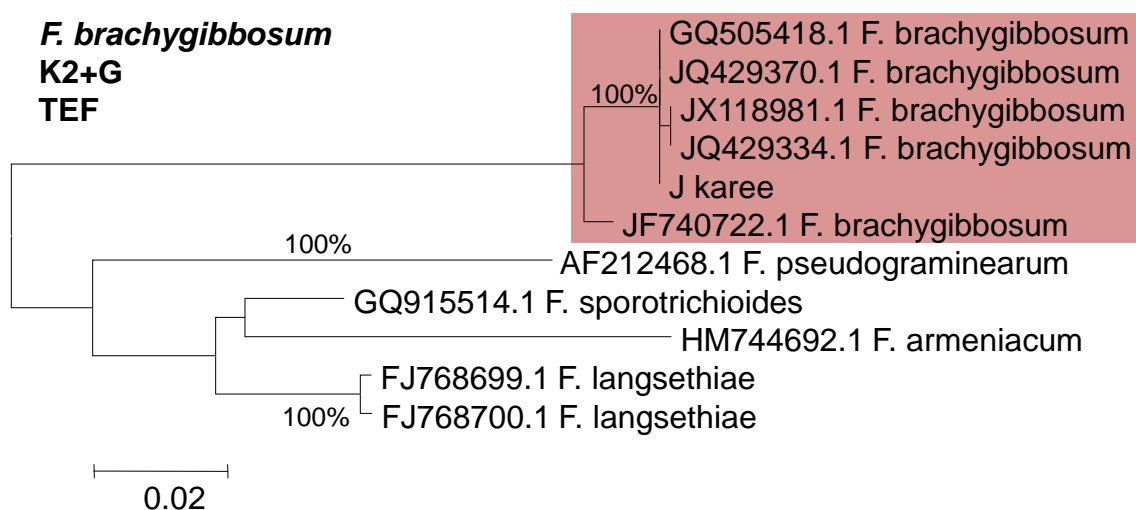 F. brachygibbosum
K2+G
TEF
GQ505418.1 F. brachygibbosum
JQ429370.1 F. brachygibbosum
100%
JX118981.1 F. brachygibbosum
JQ429334.1 F. brachygibbosum
J karee
JF740722.1 F. brachygibbosum
100%
AF212468.1 F. pseudograminearum
GQ915514.1 F. sporotrichioides
HM744692.1 F. armeniacum
FJ768699.1 F. langsethiae
100%
FJ768700.1 F. langsethiae
0.02